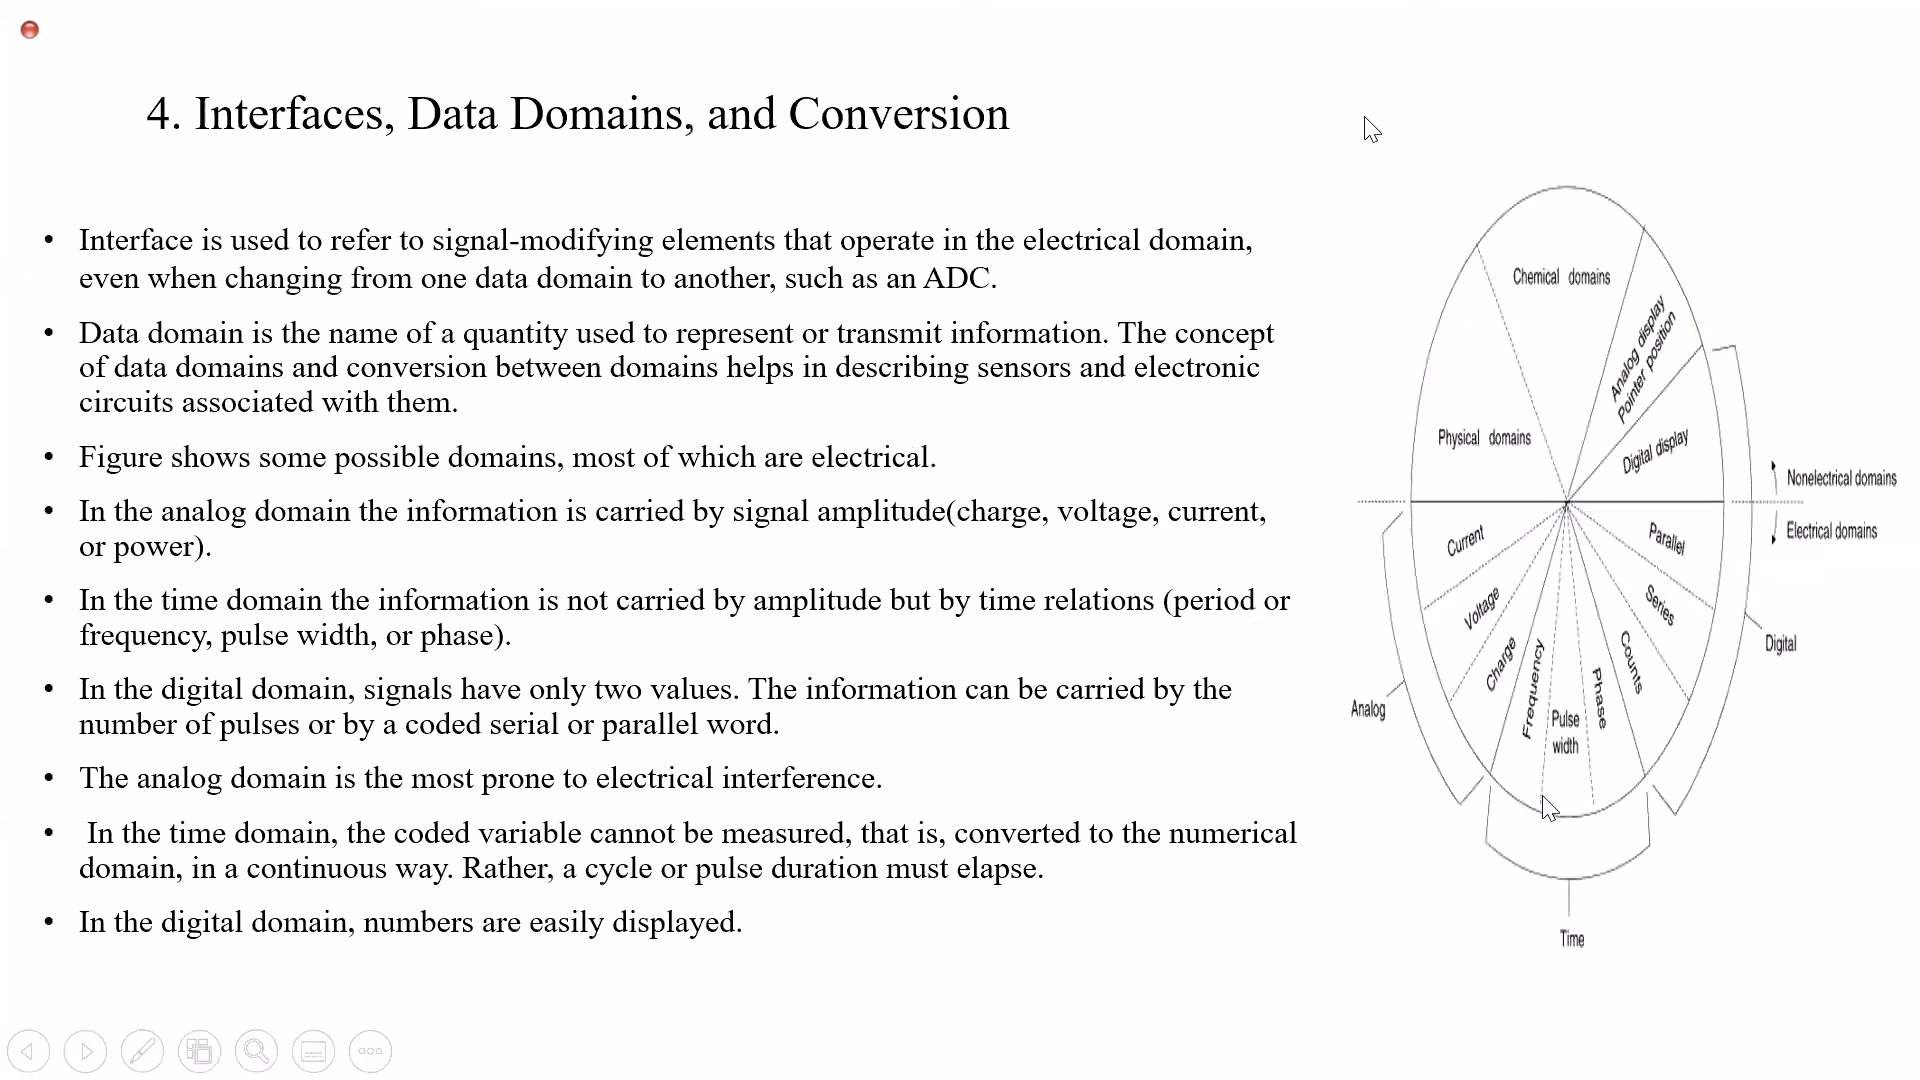 4. Interfaces, Data Domains, and Conversion
• Interface is used to refer to signal-modifying elements that operate in the electrical domain,
even when changing from one data domain to another, such as an ADC.
• Data domain is the name of a quantity used to represent or transmit information. The concept
of data domains and conversion between domains helps in describing sensors and electronic
circuits associated with them.
• Figure shows some possible domains, most of which are electrical.
• In the analog domain the information is carried by signal amplitude(charge, voltage, current,
or power).
• In the time domain the information is not carried by amplitude but by time relations (period or
frequency, pulse width, or phase).
• In the digital domain, signals have only two values. The information can be carried by the
number of pulses or by a coded serial or parallel word.
• The analog domain is the most prone to electrical interference.
• In the time domain, the coded variable cannot be measured, that is, converted to the numerical
domain, in a continuous way. Rather, a cycle or pulse duration must elapse.
• In the digital domain, numbers are easily displayed.
Chemical domains
Analog display
Pointer position
Physical domains
Digital display
Nonelectrical domains
Electrical domains
Current
Voltage
Charge
Frequency
Pulse
width
Phase
Counts
Series
Parallel
Analog
Digital
Time